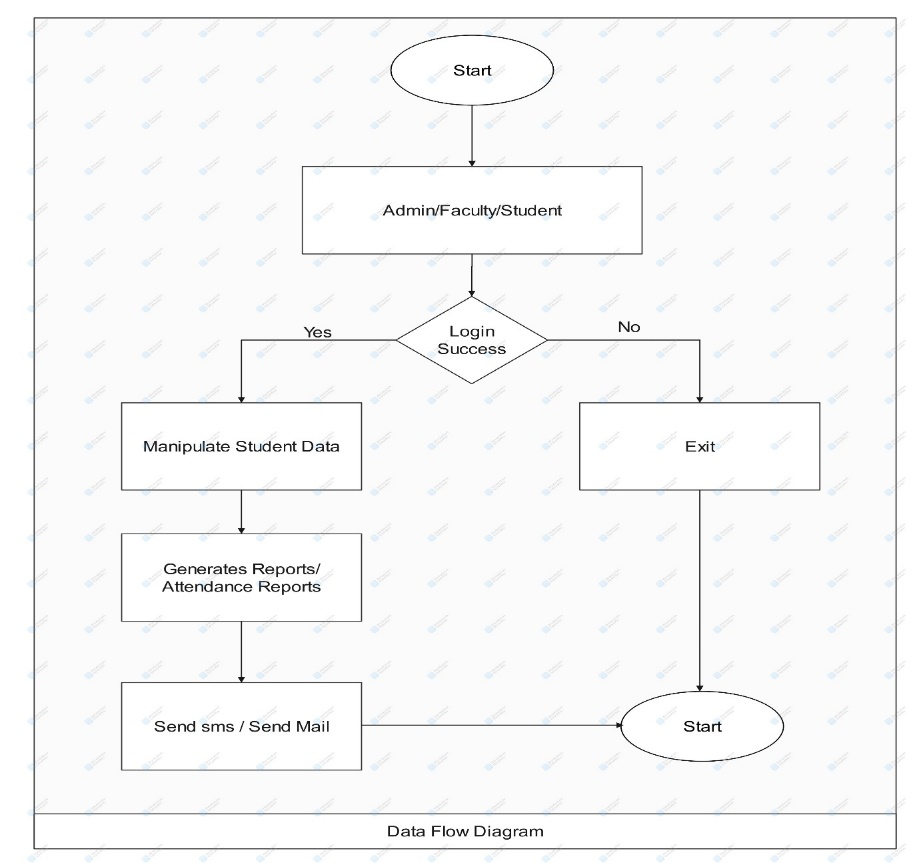 Start
Admin/Faculty/Student
Login
Success
Yes
No
Manipulate Student Data
Exit
Generates Reports/
Attendance Reports
Send sms / Send Mail
Start
Data Flow Diagram